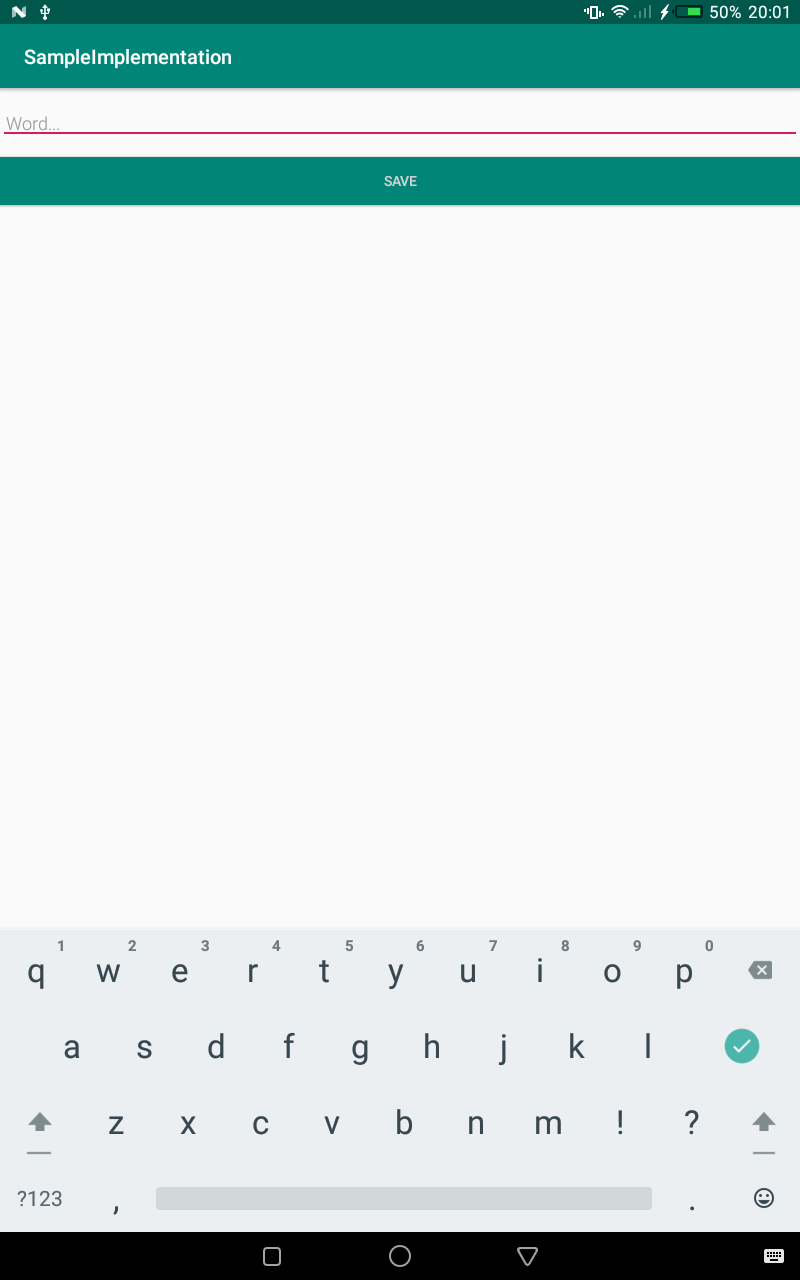 50% 20:01
SampleImplementation
Word...
SAVE
1 2 3 4 5 6 7 8 9 0
q w e r t y u i o p
a s d f g h j k l
z x c v b n m ! ?
?123 , .